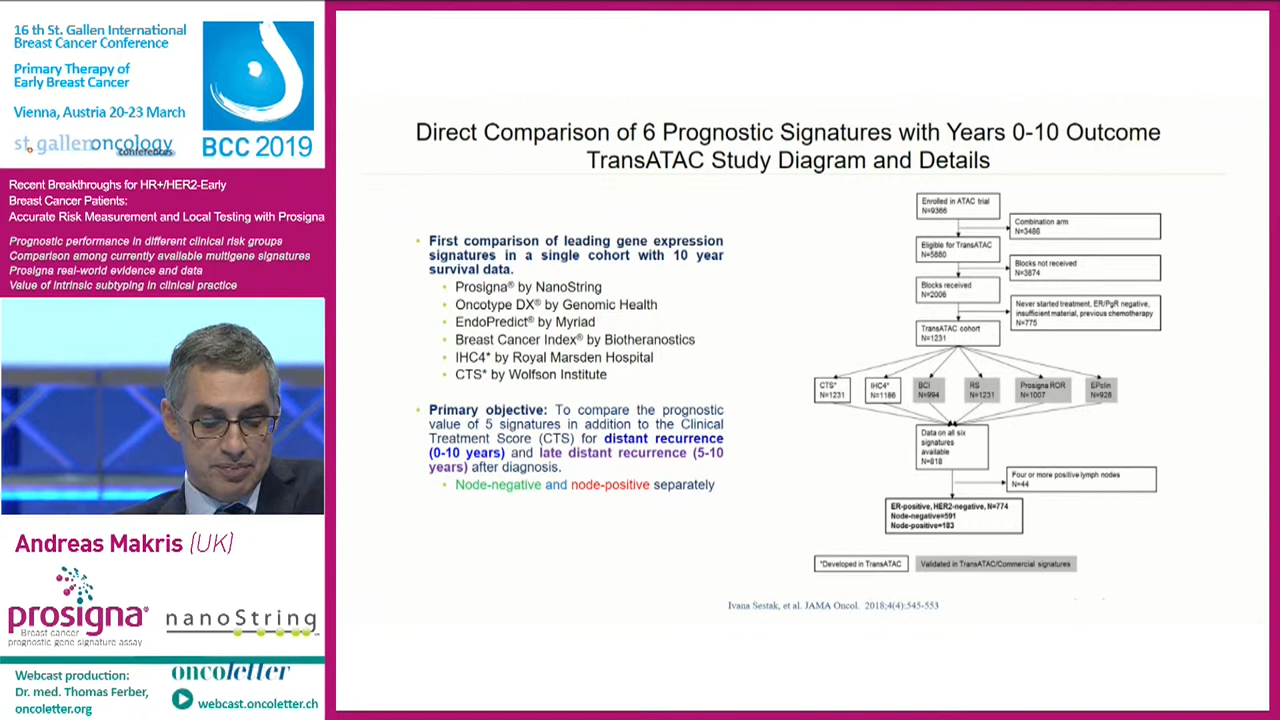 16 th St. Gallen International
Breast Cancer Conference
Primary Therapy of
Early Breast Cancer
Vienna, Austria 20-23 March
st.gallenoncology
conferences
BCC 2019
Recent Breakthroughs for HR+/HER2-Early
Breast Cancer Patients:
Accurate Risk Measurement and Local Testing with Prosigna
Prognostic performance in different clinical risk groups
Comparison among currently available multigene signatures
Prosigna real-world evidence and data
Value of intrinsic subtyping in clinical practice
Andreas Makris (UK)
prosigna®
Breast cancer
prognostic gene signature assay
nanoString
Webcast production:
Dr. med. Thomas Ferber,
oncoletter.org
oncoletter
webcast.oncoletter.ch
Direct Comparison of 6 Prognostic Signatures with Years 0-10 Outcome
TransATAC Study Diagram and Details
• First comparison of leading gene expression
signatures in a single cohort with 10 year
survival data.
• Prosigna® by NanoString
• Oncotype DX® by Genomic Health
• EndoPredict® by Myriad
• Breast Cancer Index® by Biotheranostics
• IHC4* by Royal Marsden Hospital
• CTS* by Wolfson Institute
• Primary objective: To compare the prognostic
value of 5 signatures in addition to the Clinical
Treatment Score (CTS) for distant recurrence
(0-10 years) and late distant recurrence (5-10
years) after diagnosis.
• Node-negative and node-positive separately
Enrolled in ATAC trial
N=9366
Combination arm
N=3486
Eligible for TransATAC
N=5880
Blocks not received
N=3874
Blocks received
N=2006
Never started treatment, ER/PgR negative,
insufficient material, previous chemotherapy
N=775
TransATAC cohort
N=1231
CTS*
N=1231
IHC4*
N=1186
BCI
N=994
RS
N=1231
Prosigna ROR
N=1007
EPclin
N=928
Data on all six
signatures
available
N=818
Four or more positive lymph nodes
N=44
ER-positive, HER2-negative, N=774
Node-negative=591
Node-positive=183
*Developed in TransATAC
Validated in TransATAC/Commercial signatures
Ivana Sestak, et al. JAMA Oncol. 2018;4(4):545-553